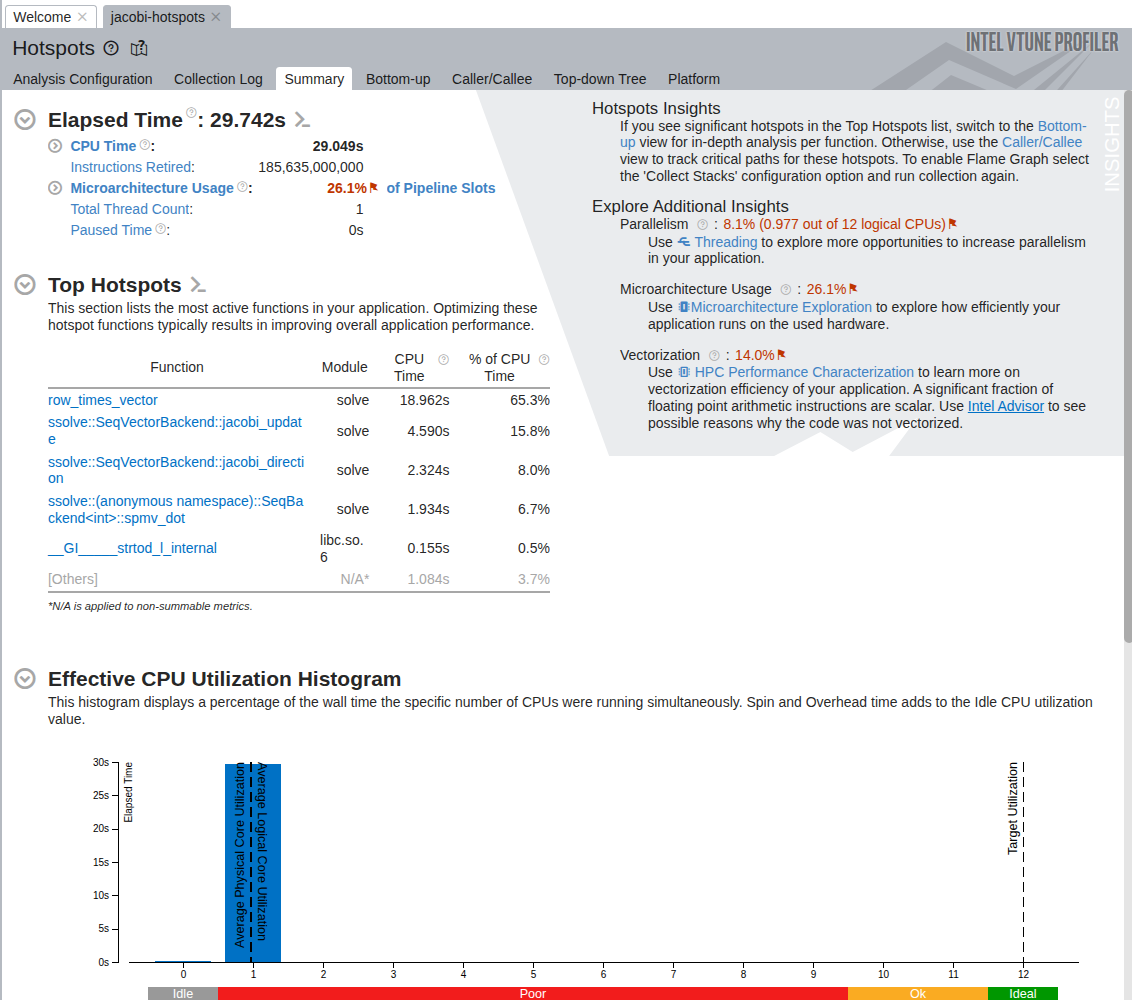 Welcome
jacobi-hotspots
Hotspots
INTEL VTUNE PROFILER
Analysis Configuration Collection Log Summary Bottom-up Caller/Callee Top-down Tree Platform
Elapsed Time : 29.742s
CPU Time : 29.049s
Instructions Retired: 185,635,000,000
Microarchitecture Usage : 26.1% of Pipeline Slots
Total Thread Count: 1
Paused Time : 0s
Top Hotspots
This section lists the most active functions in your application. Optimizing these
hotspot functions typically results in improving overall application performance.
Function Module CPU Time % of CPU Time
row_times_vector solve 18.962s 65.3%
ssolve::SeqVectorBackend::jacobi_updat
e solve 4.590s 15.8%
ssolve::SeqVectorBackend::jacobi_directi
on solve 2.324s 8.0%
ssolve::(anonymous namespace)::SeqBa
ckend<int>::spmv_dot solve 1.934s 6.7%
__GI_____strtod_l_internal libc.so.
6 0.155s 0.5%
[Others] N/A* 1.084s 3.7%
*N/A is applied to non-summable metrics.
INSIGHTS
Hotspots Insights
If you see significant hotspots in the Top Hotspots list, switch to the Bottom-
up view for in-depth analysis per function. Otherwise, use the Caller/Callee
view to track critical paths for these hotspots. To enable Flame Graph select
the 'Collect Stacks' configuration option and run collection again.
Explore Additional Insights
Parallelism : 8.1% (0.977 out of 12 logical CPUs)
Use Threading to explore more opportunities to increase parallelism
in your application.
Microarchitecture Usage : 26.1%
Use Microarchitecture Exploration to explore how efficiently your
application runs on the used hardware.
Vectorization : 14.0%
Use HPC Performance Characterization to learn more on
vectorization efficiency of your application. A significant fraction of
floating point arithmetic instructions are scalar. Use Intel Advisor to see
possible reasons why the code was not vectorized.
Effective CPU Utilization Histogram
This histogram displays a percentage of the wall time the specific number of CPUs were running simultaneously. Spin and Overhead time adds to the Idle CPU utilization
value.
30s
25s
20s
15s
10s
5s
0s
Elapsed Time
Average Physical Core Utilization
Average Logical Core Utilization
Target Utilization
0 1 2 3 4 5 6 7 8 9 10 11 12
Idle Poor Ok Ideal